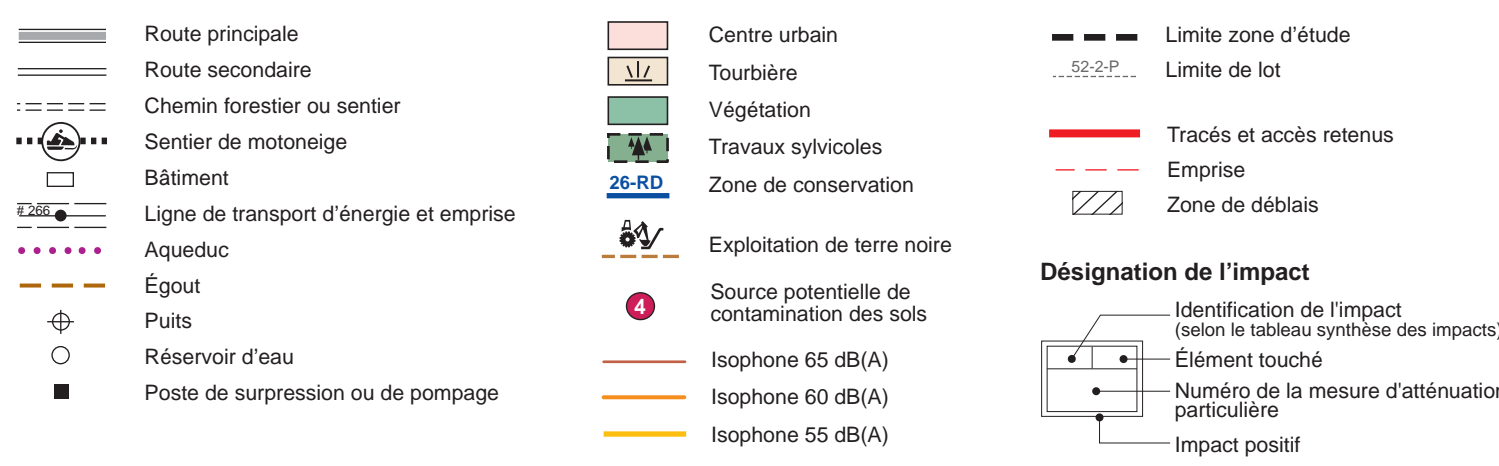 Route principale
Route secondaire
Chemin forestier ou sentier
Sentier de motoneige
Bâtiment
# 266
Ligne de transport d'énergie et emprise
Aqueduc
Égout
Puits
Réservoir d'eau
Poste de surpression ou de pompage
Centre urbain
Tourbière
Végétation
Travaux sylvicoles
26-RD
Zone de conservation
Exploitation de terre noire
4
Source potentielle de
contamination des sols
Isophone 65 dB(A)
Isophone 60 dB(A)
Isophone 55 dB(A)
Limite zone d'étude
52-2-P
Limite de lot
Tracés et accès retenus
Emprise
Zone de déblais
Désignation de l'impact
Identification de l'impact
(selon le tableau synthèse des impacts)
Élément touché
Numéro de la mesure d'atténuation
particulière
Impact positif